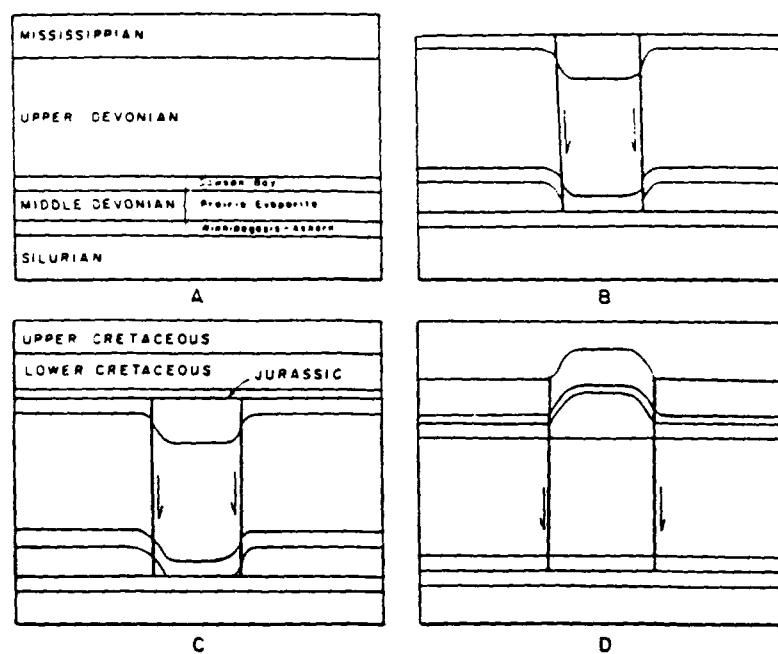 MISSISSIPPIAN
UPPER DEVONIAN
Dawson Bay
MIDDLE DEVONIAN
Prairie Evaporite
Winnipegosis-Ashern
SILURIAN
A
B
UPPER CRETACEOUS
LOWER CRETACEOUS
JURASSIC
C
D